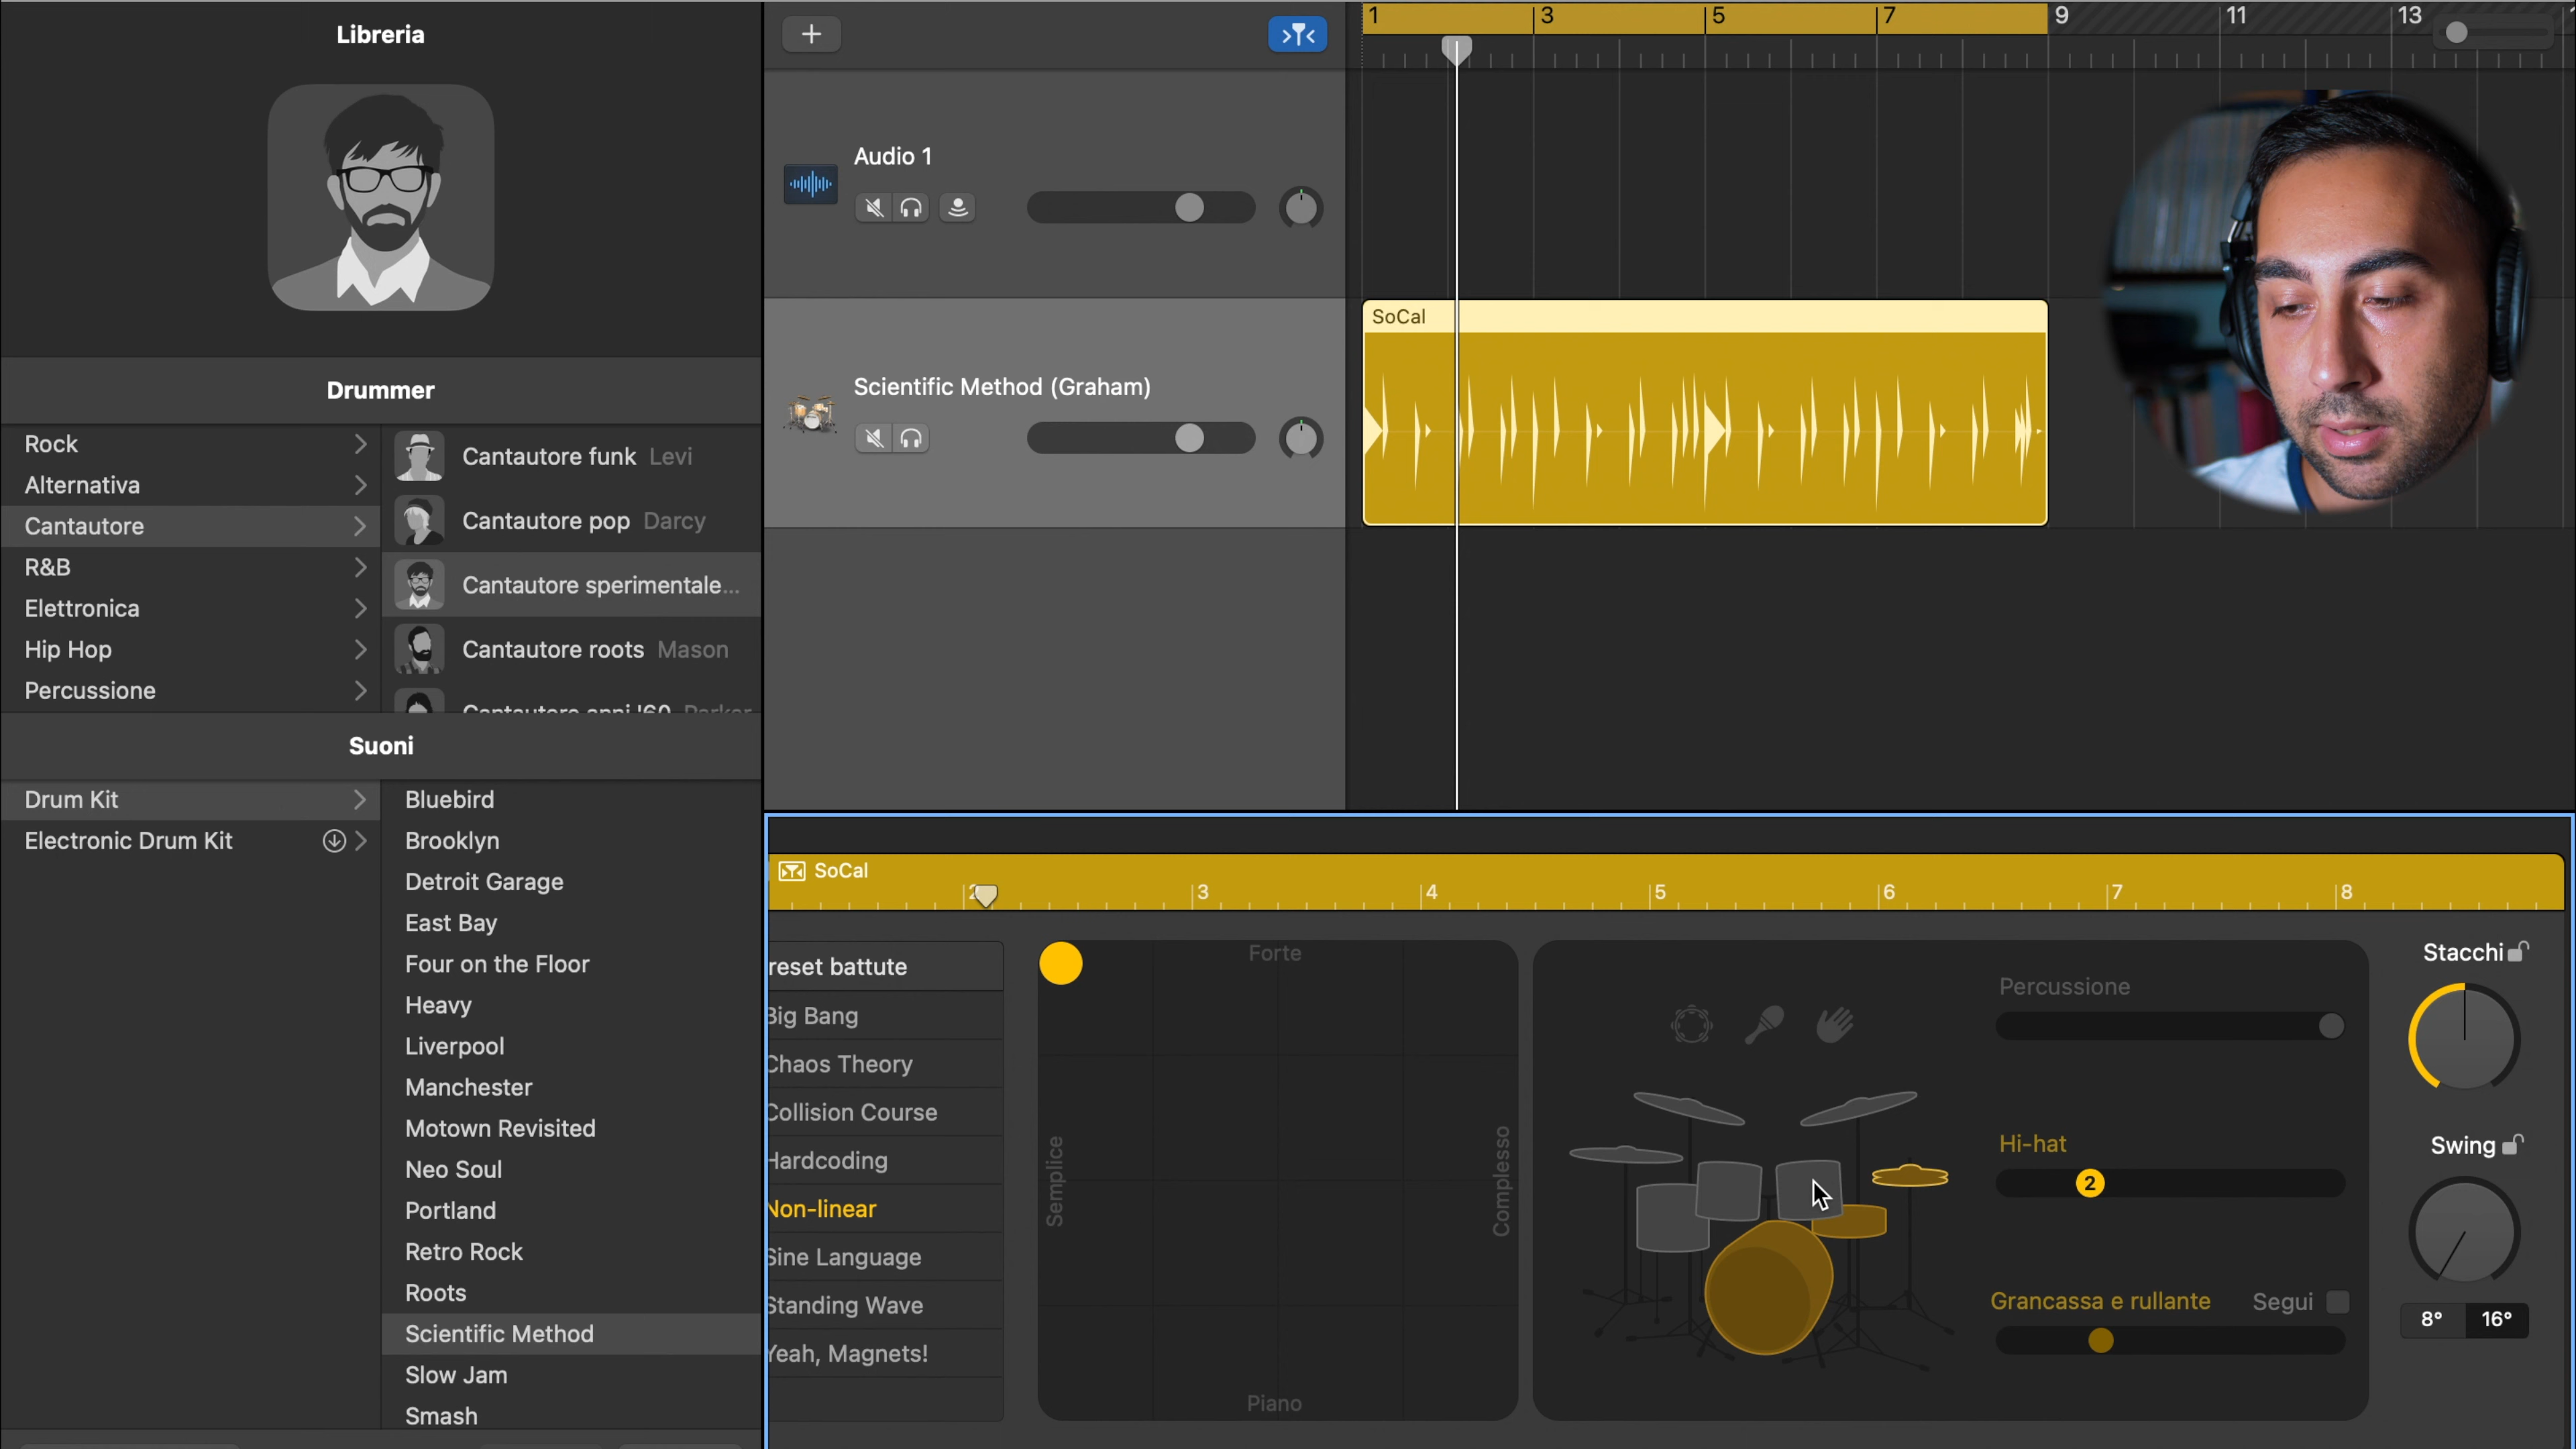 Libreria
Drummer
Rock
Alternativa
Cantautore
R&B
Elettronica
Hip Hop
Percussione
Cantautore funk Levi
Cantautore pop Darcy
Cantautore sperimentale...
Cantautore roots Mason
Cantautore anni '60 Parker
Suoni
Drum Kit
Electronic Drum Kit
Bluebird
Brooklyn
Detroit Garage
East Bay
Four on the Floor
Heavy
Liverpool
Manchester
Motown Revisited
Neo Soul
Portland
Retro Rock
Roots
Scientific Method
Slow Jam
Smash
1 3 5 7 9 11 13
Audio 1
Scientific Method (Graham)
SoCal
SoCal
2 3 4 5 6 7 8
reset battute
Big Bang
Chaos Theory
Collision Course
Hardcoding
Non-linear
Sine Language
Standing Wave
Yeah, Magnets!
Forte
Semplice
Complesso
Piano
Percussione
Hi-hat
2
Grancassa e rullante Segui
Stacchi
Swing
8° 16°